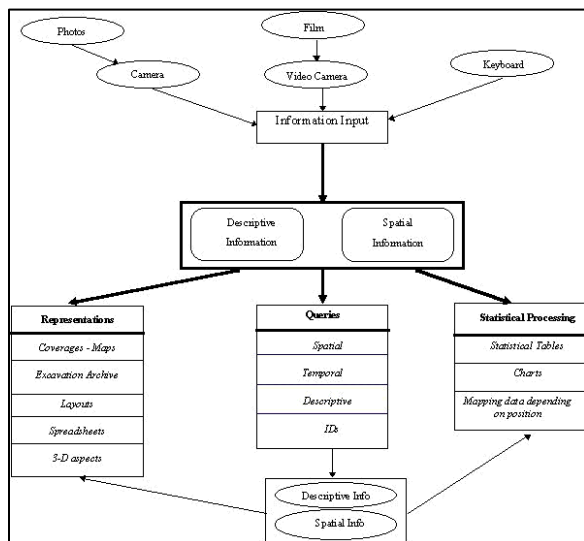 Photos
Film
Camera
Video Camera
Keyboard
Information Input
Descriptive
Information
Spatial
Information
Representations
Coverages - Maps
Excavation Archive
Layouts
Spreadsheets
3-D aspects
Queries
Spatial
Temporal
Descriptive
IDs
Statistical Processing
Statistical Tables
Charts
Mapping data depending
on position
Descriptive Info
Spatial Info